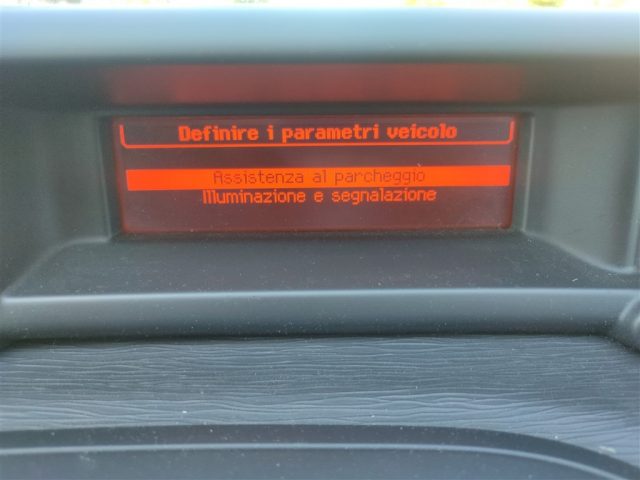 Definire i parametri veicolo
Assistenza al parcheggio
Illuminazione e segnalazione